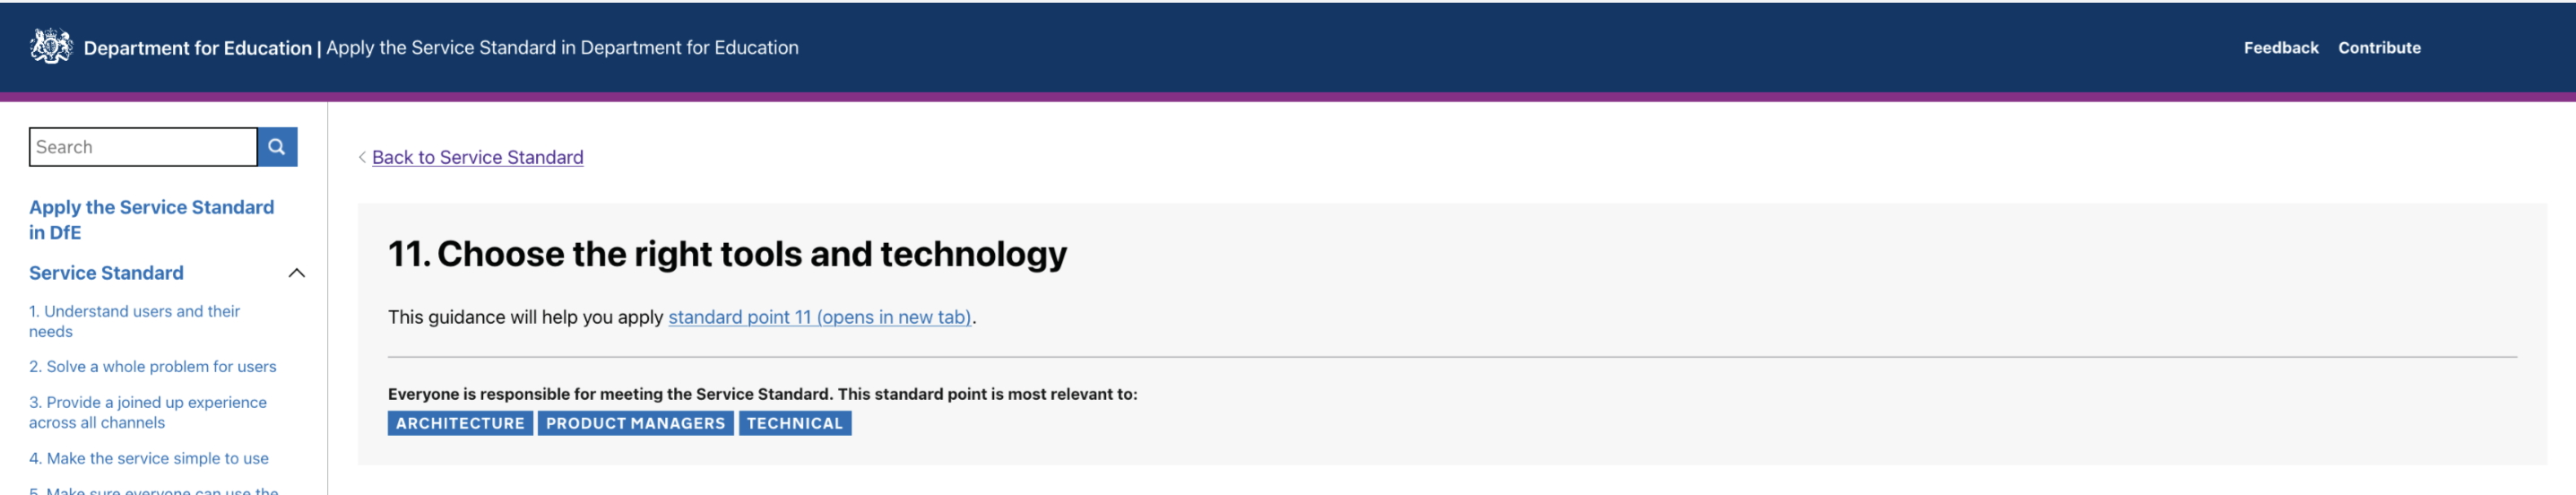 Department for Education | Apply the Service Standard in Department for Education
Feedback Contribute
Search
Apply the Service Standard
in DfE
Service Standard
1. Understand users and their
needs
2. Solve a whole problem for users
3. Provide a joined up experience
across all channels
4. Make the service simple to use
5. Make sure everyone can use the
Back to Service Standard
11. Choose the right tools and technology
This guidance will help you apply standard point 11 (opens in new tab).
Everyone is responsible for meeting the Service Standard. This standard point is most relevant to:
ARCHITECTURE PRODUCT MANAGERS TECHNICAL